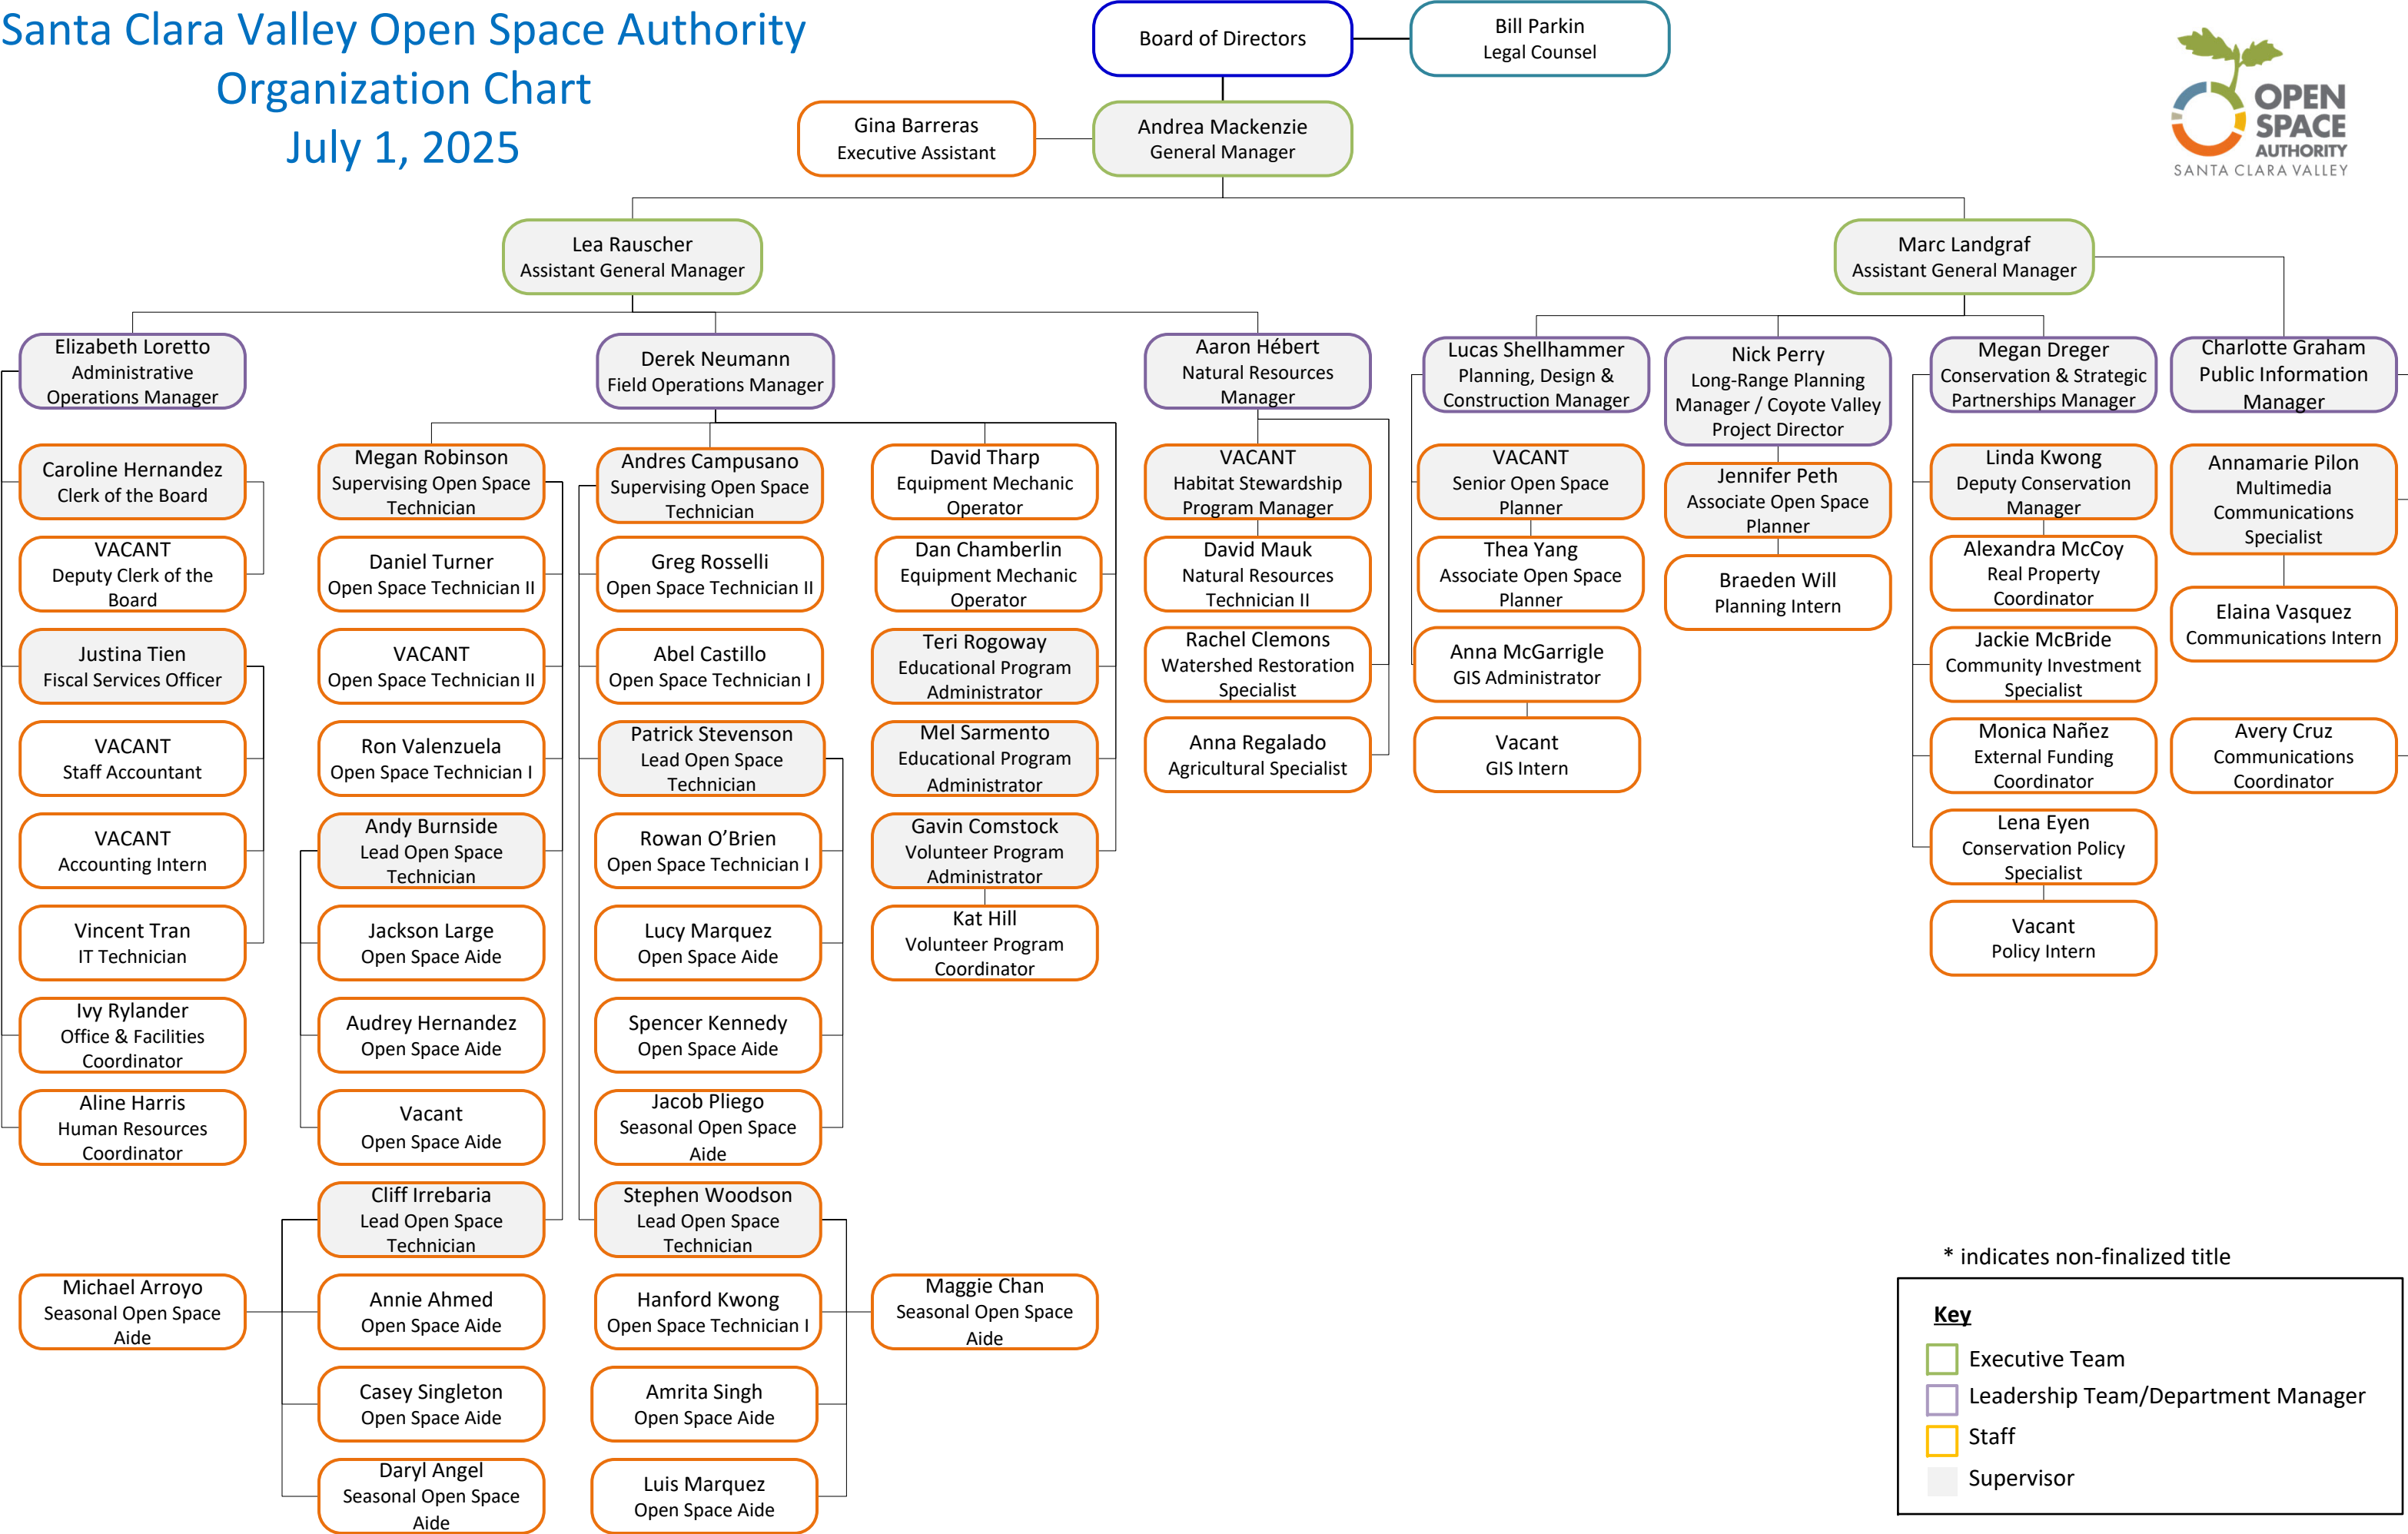 Santa Clara Valley Open Space Authority
Organization Chart
July 1, 2025
Board of Directors
Bill Parkin
Legal Counsel
OPEN
SPACE
AUTHORITY
SANTA CLARA VALLEY
Gina Barreras
Executive Assistant
Andrea Mackenzie
General Manager
Lea Rauscher
Assistant General Manager
Marc Landgraf
Assistant General Manager
Elizabeth Loretto
Administrative
Operations Manager
Derek Neumann
Field Operations Manager
Aaron Hébert
Natural Resources
Manager
Lucas Shellhammer
Planning, Design &
Construction Manager
Nick Perry
Long-Range Planning
Manager / Coyote Valley
Project Director
Megan Dreger
Conservation & Strategic
Partnerships Manager
Charlotte Graham
Public Information
Manager
Caroline Hernandez
Clerk of the Board
VACANT
Deputy Clerk of the
Board
Justina Tien
Fiscal Services Officer
VACANT
Staff Accountant
VACANT
Accounting Intern
Vincent Tran
IT Technician
Ivy Rylander
Office & Facilities
Coordinator
Aline Harris
Human Resources
Coordinator
Megan Robinson
Supervising Open Space
Technician
Daniel Turner
Open Space Technician II
VACANT
Open Space Technician II
Ron Valenzuela
Open Space Technician I
Andy Burnside
Lead Open Space
Technician
Jackson Large
Open Space Aide
Audrey Hernandez
Open Space Aide
Vacant
Open Space Aide
Cliff Irrebaria
Lead Open Space
Technician
Michael Arroyo
Seasonal Open Space
Aide
Annie Ahmed
Open Space Aide
Casey Singleton
Open Space Aide
Daryl Angel
Seasonal Open Space
Aide
Andres Campusano
Supervising Open Space
Technician
Greg Rosselli
Open Space Technician II
Abel Castillo
Open Space Technician I
Patrick Stevenson
Lead Open Space
Technician
Rowan O’Brien
Open Space Technician I
Lucy Marquez
Open Space Aide
Spencer Kennedy
Open Space Aide
Jacob Pliego
Seasonal Open Space
Aide
Stephen Woodson
Lead Open Space
Technician
Hanford Kwong
Open Space Technician I
Maggie Chan
Seasonal Open Space
Aide
Amrita Singh
Open Space Aide
Luis Marquez
Open Space Aide
David Tharp
Equipment Mechanic
Operator
Dan Chamberlin
Equipment Mechanic
Operator
Teri Rogoway
Educational Program
Administrator
Mel Sarmento
Educational Program
Administrator
Gavin Comstock
Volunteer Program
Administrator
Kat Hill
Volunteer Program
Coordinator
VACANT
Habitat Stewardship
Program Manager
David Mauk
Natural Resources
Technician II
Rachel Clemons
Watershed Restoration
Specialist
Anna Regalado
Agricultural Specialist
VACANT
Senior Open Space
Planner
Thea Yang
Associate Open Space
Planner
Anna McGarrigle
GIS Administrator
Vacant
GIS Intern
Jennifer Peth
Associate Open Space
Planner
Braeden Will
Planning Intern
Linda Kwong
Deputy Conservation
Manager
Alexandra McCoy
Real Property
Coordinator
Jackie McBride
Community Investment
Specialist
Monica Nañez
External Funding
Coordinator
Lena Eyen
Conservation Policy
Specialist
Vacant
Policy Intern
Annamarie Pilon
Multimedia
Communications
Specialist
Elaina Vasquez
Communications Intern
Avery Cruz
Communications
Coordinator
* indicates non-finalized title
Key
Executive Team
Leadership Team/Department Manager
Staff
Supervisor